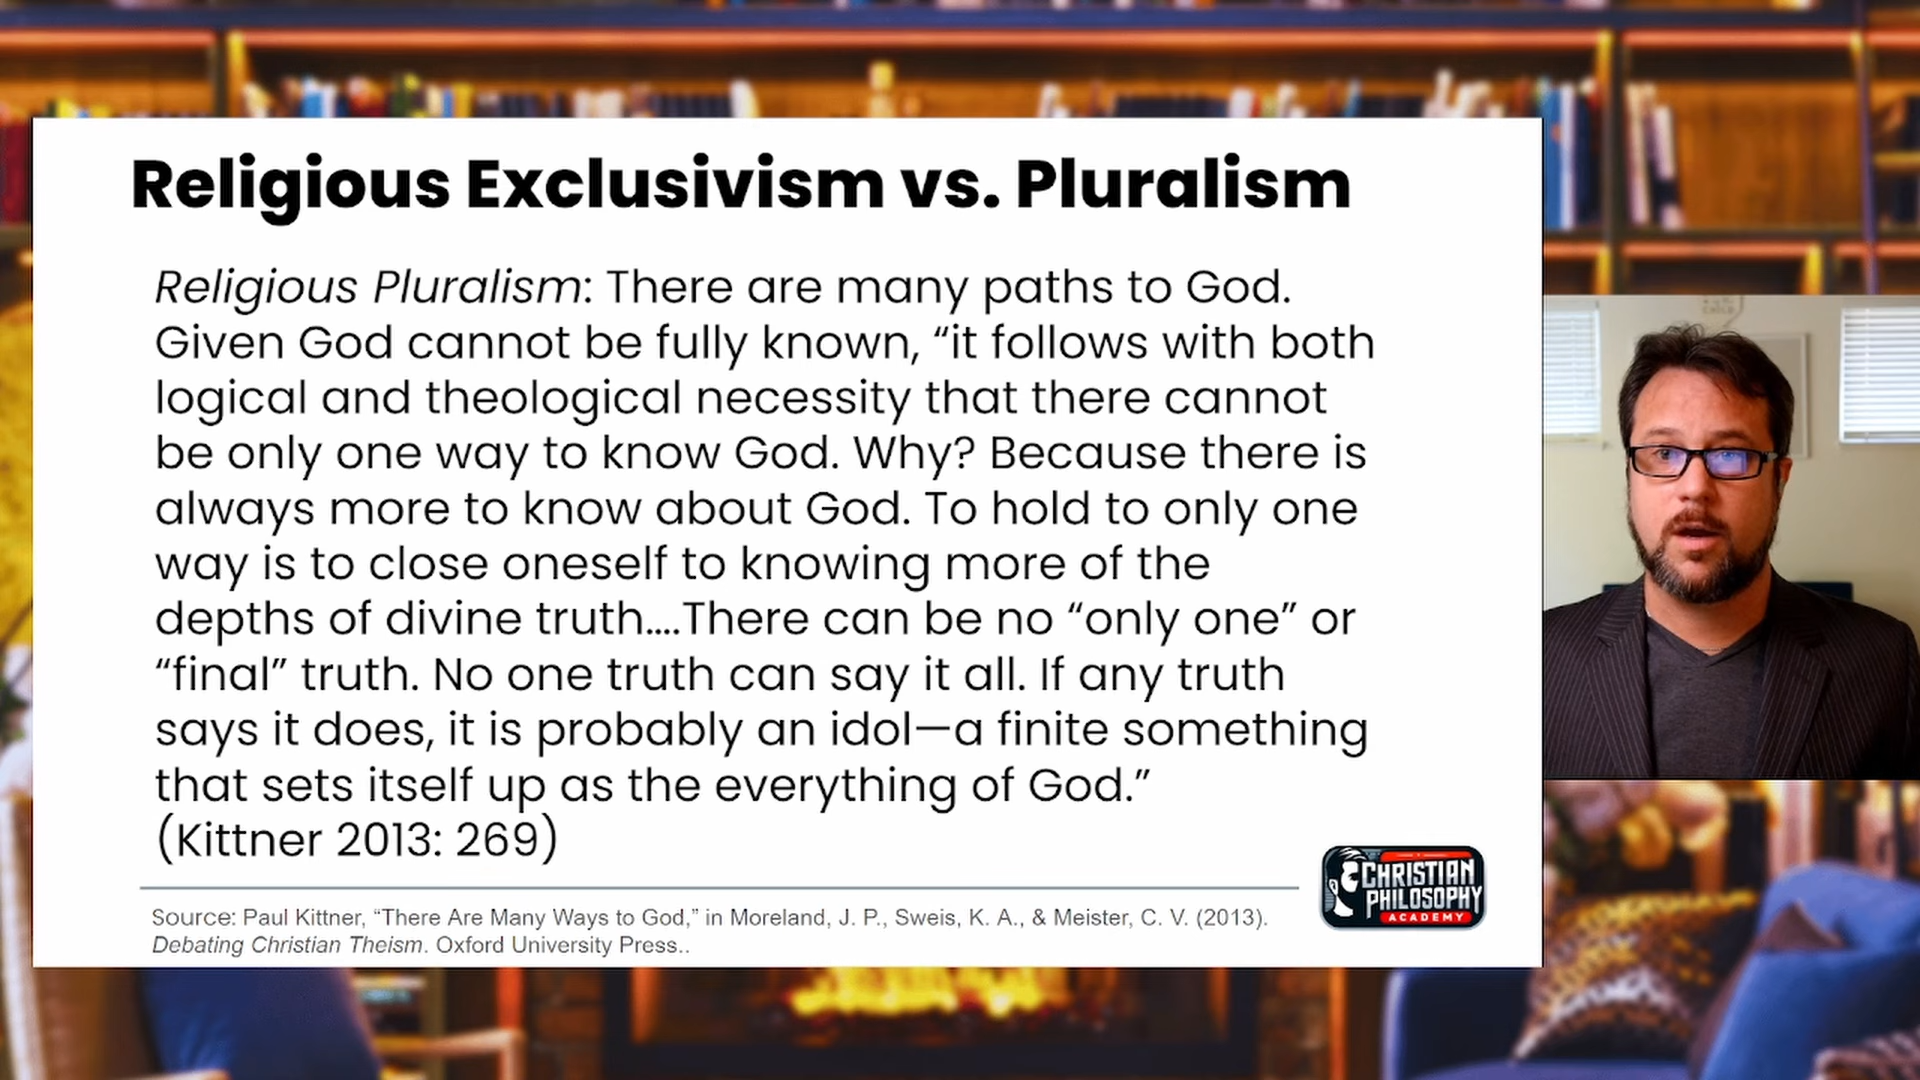 Religious Exclusivism vs. Pluralism
Religious Pluralism: There are many paths to God.
Given God cannot be fully known, “it follows with both
logical and theological necessity that there cannot
be only one way to know God. Why? Because there is
always more to know about God. To hold to only one
way is to close oneself to knowing more of the
depths of divine truth....There can be no “only one” or
“final” truth. No one truth can say it all. If any truth
says it does, it is probably an idol—a finite something
that sets itself up as the everything of God.”
(Kittner 2013: 269)
Source: Paul Kittner, “There Are Many Ways to God,” in Moreland, J. P., Sweis, K. A., & Meister, C. V. (2013).
Debating Christian Theism. Oxford University Press..
CHRISTIAN
PHILOSOPHY
ACADEMY